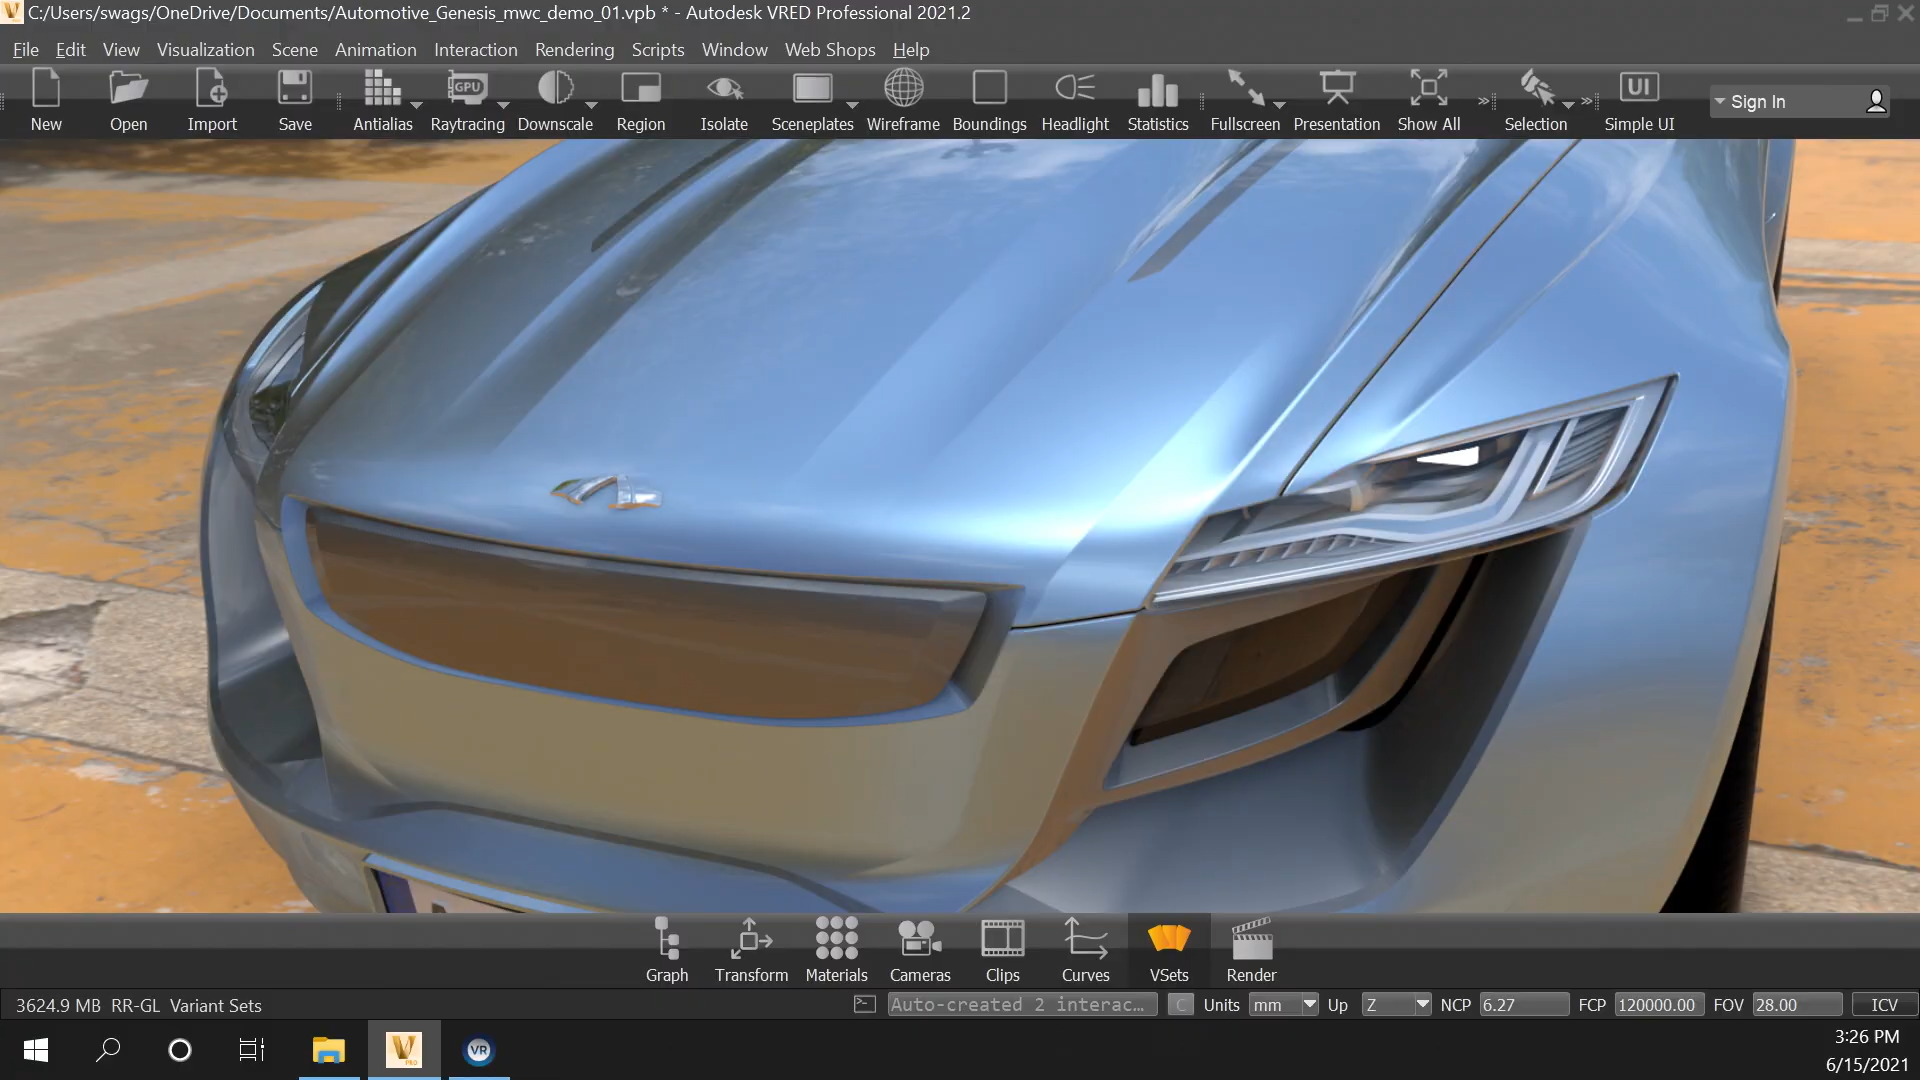 C:/Users/swags/OneDrive/Documents/Automotive_Genesis_mwc_demo_01.vpb * - Autodesk VRED Professional 2021.2
File Edit View Visualization Scene Animation Interaction Rendering Scripts Window Web Shops Help
GPU
UI
Sign In
New Open Import Save Antialias Raytracing Downscale Region Isolate Sceneplates Wireframe Boundings Headlight Statistics Fullscreen Presentation Show All Selection Simple UI
Graph Transform Materials Cameras Clips Curves VSets Render
3624.9 MB RR-GL Variant Sets Auto-created 2 interac... C Units mm Up Z NCP 6.27 FCP 120000.00 FOV 28.00 ICV
PRO
VR
3:26 PM
6/15/2021